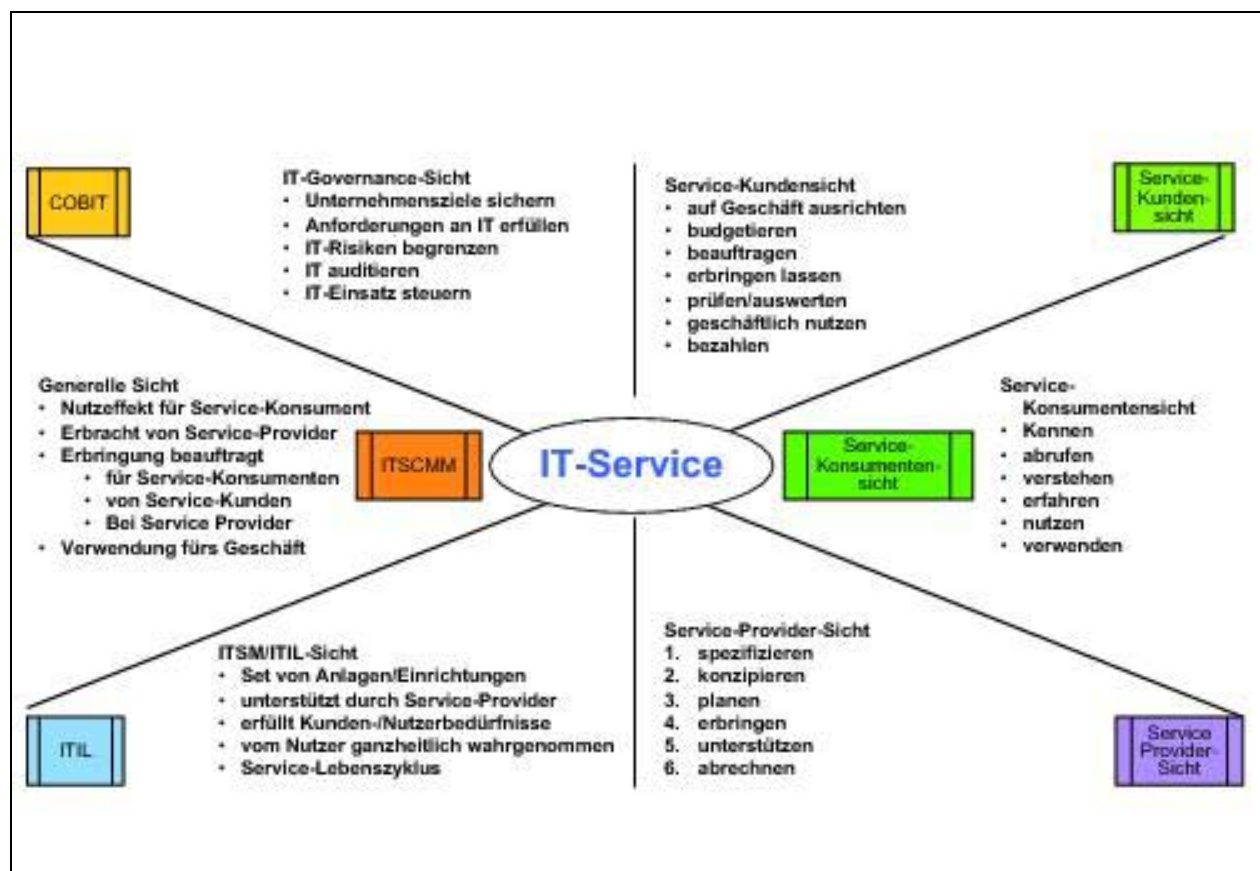 COBIT
IT-Governance-Sicht
• Unternehmensziele sichern
• Anforderungen an IT erfüllen
• IT-Risiken begrenzen
• IT auditieren
• IT-Einsatz steuern
Service-Kundensicht
• auf Geschäft ausrichten
• budgetieren
• beauftragen
• erbringen lassen
• prüfen/auswerten
• geschäftlich nutzen
• bezahlen
Service-
Kunden-
sicht
Generelle Sicht
• Nutzeffekt für Service-Konsument
• Erbracht von Service-Provider
• Erbringung beauftragt
• für Service-Konsumenten
• von Service-Kunden
• Bei Service Provider
• Verwendung fürs Geschäft
ITSCMM
IT-Service
Service-
Konsumenten-
sicht
Service-
Konsumentensicht
• Kennen
• abrufen
• verstehen
• erfahren
• nutzen
• verwenden
ITIL
ITSM/ITIL-Sicht
• Set von Anlagen/Einrichtungen
• unterstützt durch Service-Provider
• erfüllt Kunden-/Nutzerbedürfnisse
• vom Nutzer ganzheitlich wahrgenommen
• Service-Lebenszyklus
Service-Provider-Sicht
1. spezifizieren
2. konzipieren
3. planen
4. erbringen
5. unterstützen
6. abrechnen
Service
Provider-
Sicht